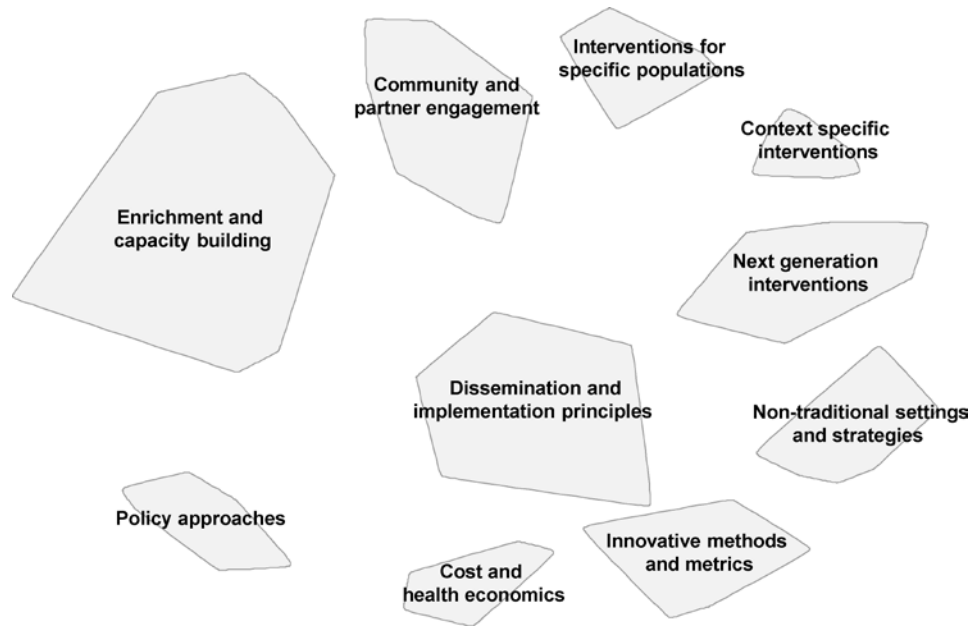 Interventions for
specific populations
Community and
partner engagement
Context specific
interventions
Enrichment and
capacity building
Next generation
interventions
Dissemination and
implementation principles
Non-traditional settings
and strategies
Policy approaches
Innovative methods
and metrics
Cost and
health economics